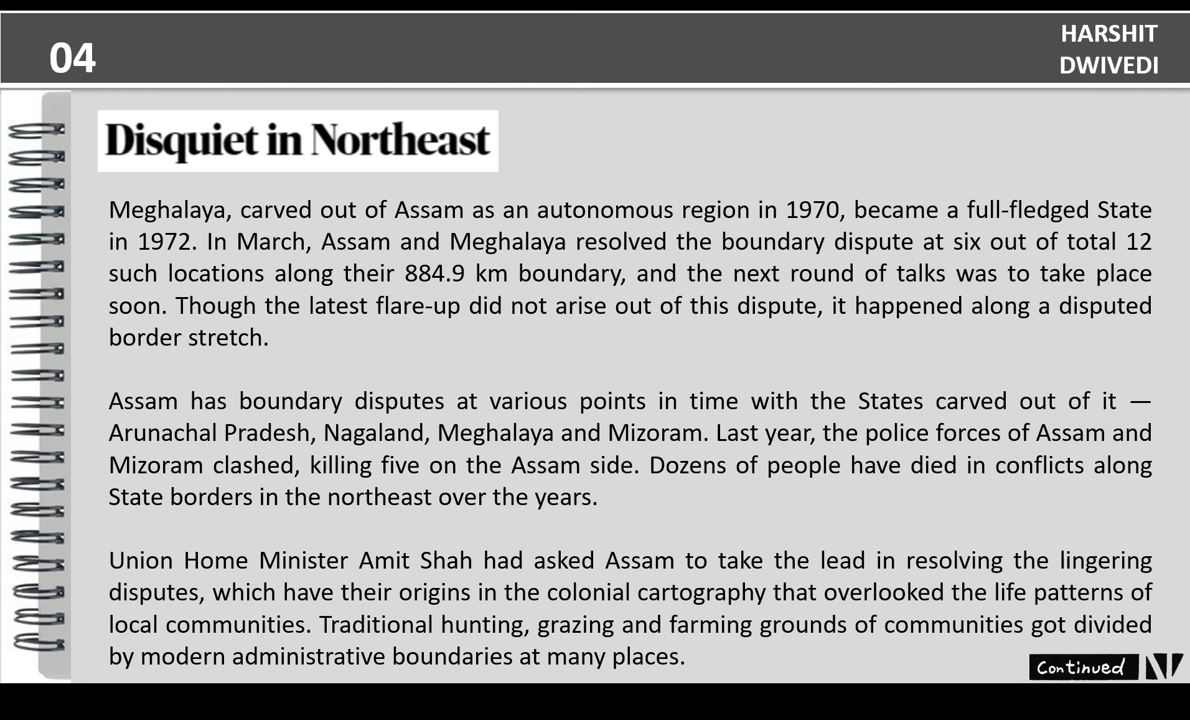 04
HARSHIT
DWIVEDI
Disquiet in Northeast
Meghalaya, carved out of Assam as an autonomous region in 1970, became a full-fledged State
in 1972. In March, Assam and Meghalaya resolved the boundary dispute at six out of total 12
such locations along their 884.9 km boundary, and the next round of talks was to take place
soon. Though the latest flare-up did not arise out of this dispute, it happened along a disputed
border stretch.
Assam has boundary disputes at various points in time with the States carved out of it —
Arunachal Pradesh, Nagaland, Meghalaya and Mizoram. Last year, the police forces of Assam and
Mizoram clashed, killing five on the Assam side. Dozens of people have died in conflicts along
State borders in the northeast over the years.
Union Home Minister Amit Shah had asked Assam to take the lead in resolving the lingering
disputes, which have their origins in the colonial cartography that overlooked the life patterns of
local communities. Traditional hunting, grazing and farming grounds of communities got divided
by modern administrative boundaries at many places.
Continued